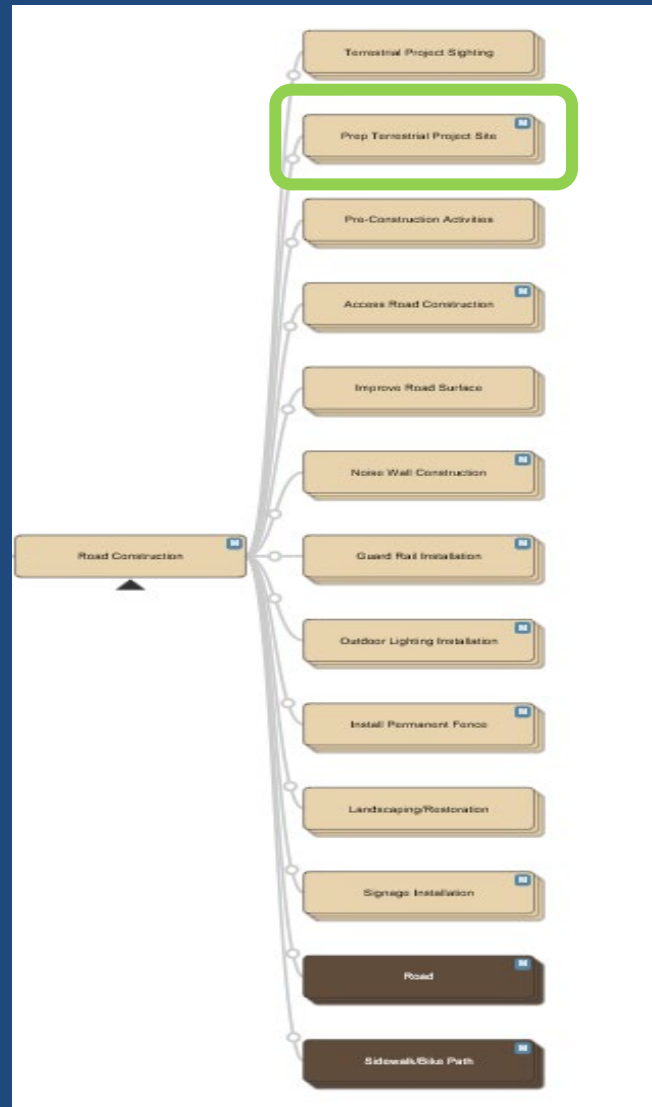 Terrestrial Project Sighting
M
Prep Terrestrial Project Site
Pre-Construction Activities
M
Access Road Construction
Improve Road Surface
M
Noise Wall Construction
M
Road Construction
M
Guard Rail Installation
M
Outdoor Lighting Installation
M
Install Permanent Fence
Landscaping/Restoration
M
Signage Installation
M
Road
M
Sidewalk/Bike Path